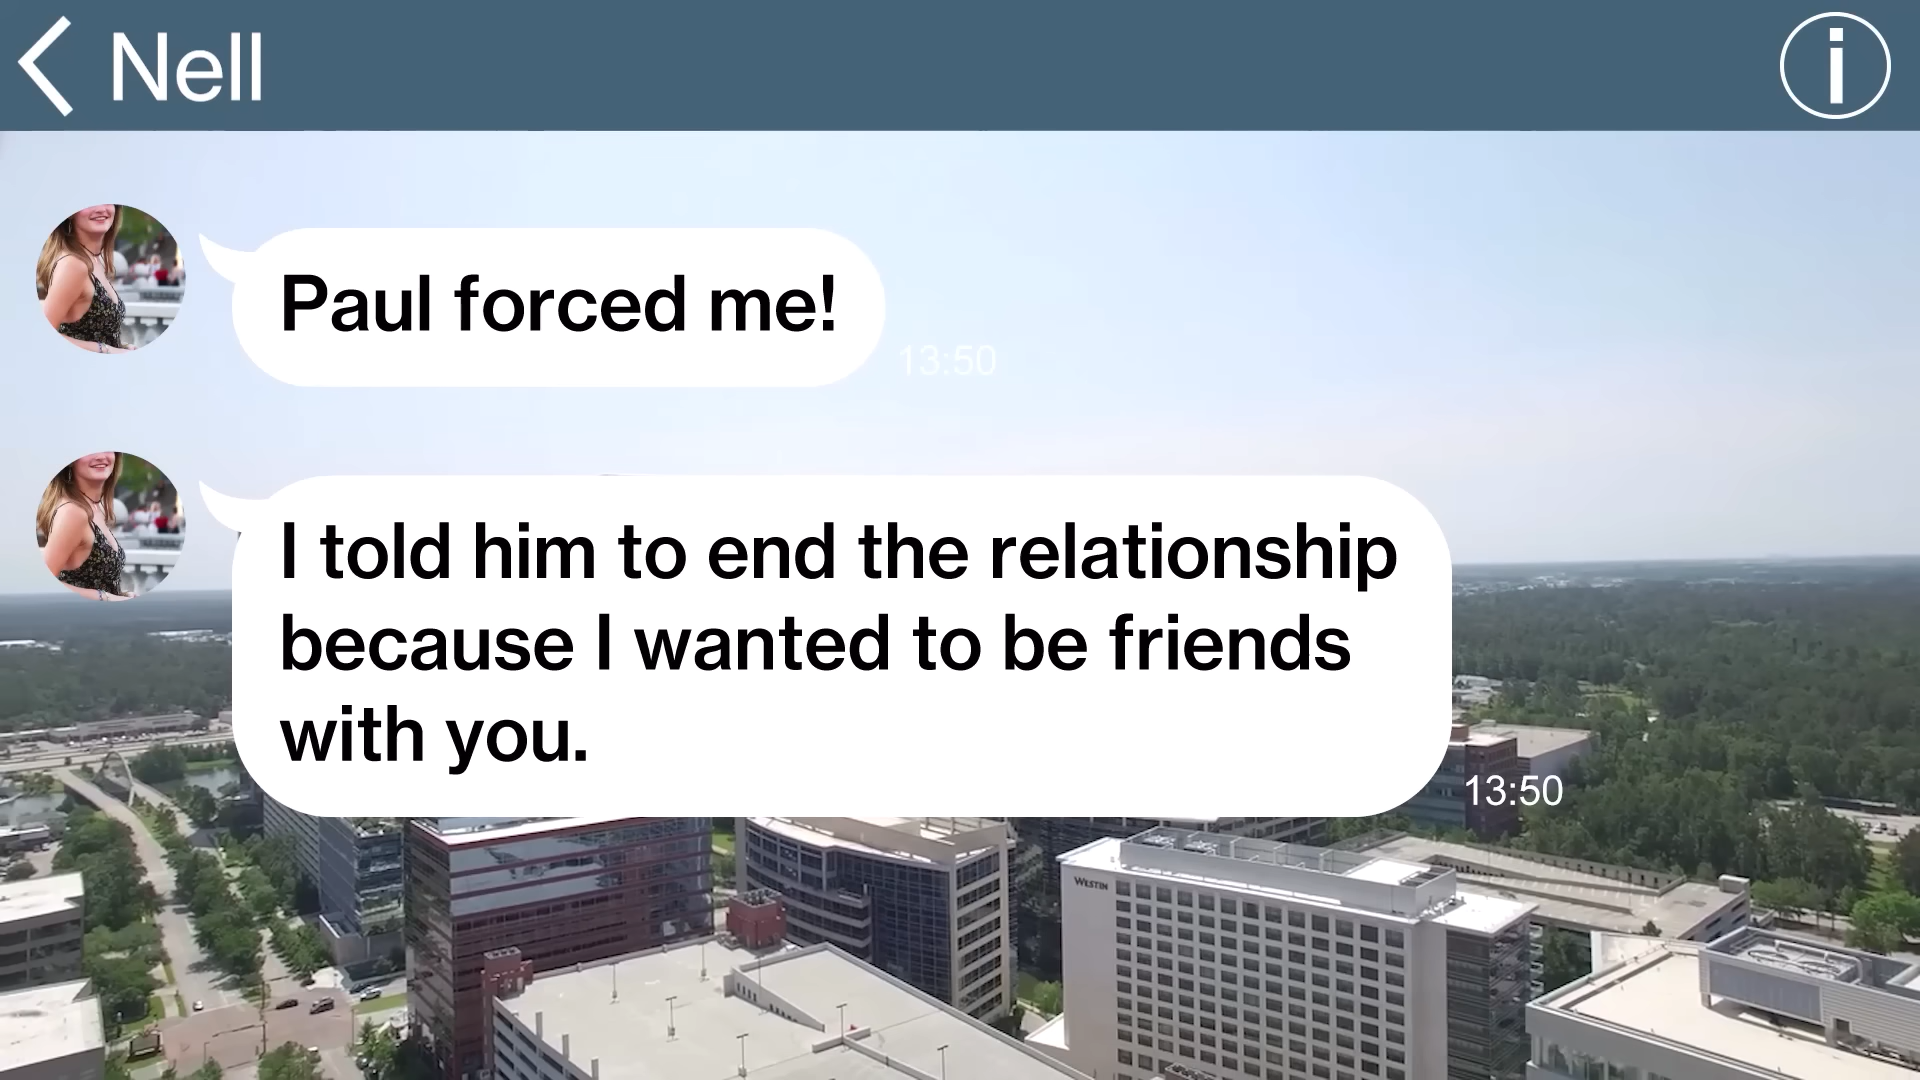 Nell
Paul forced me!
13:50
I told him to end the relationship
because I wanted to be friends
with you.
13:50
WESTIN